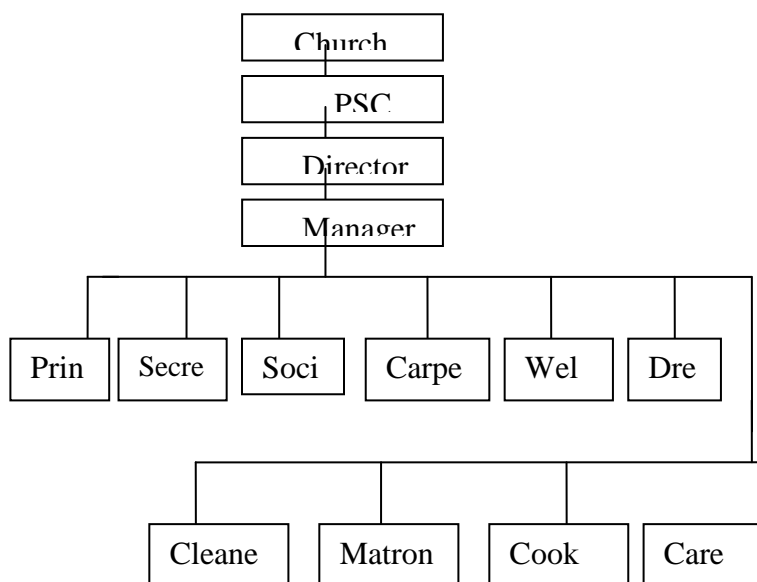 Church
PSC
Director
Manager
Prin
Secre
Soci
Carpe
Wel
Dre
Cleane
Matron
Cook
Care